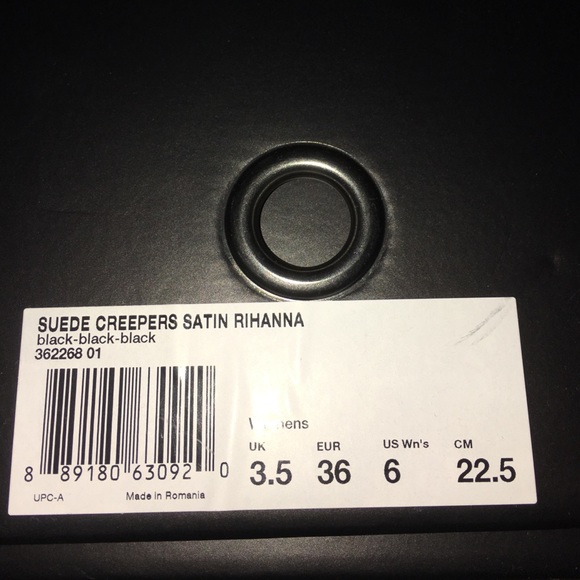 SUEDE CREEPERS SATIN RIHANNA
black-black-black
362268 01
Womens
UK EUR US Wn's CM
3.5 36 6 22.5
8 89180 63092 0
UPC-A Made in Romania